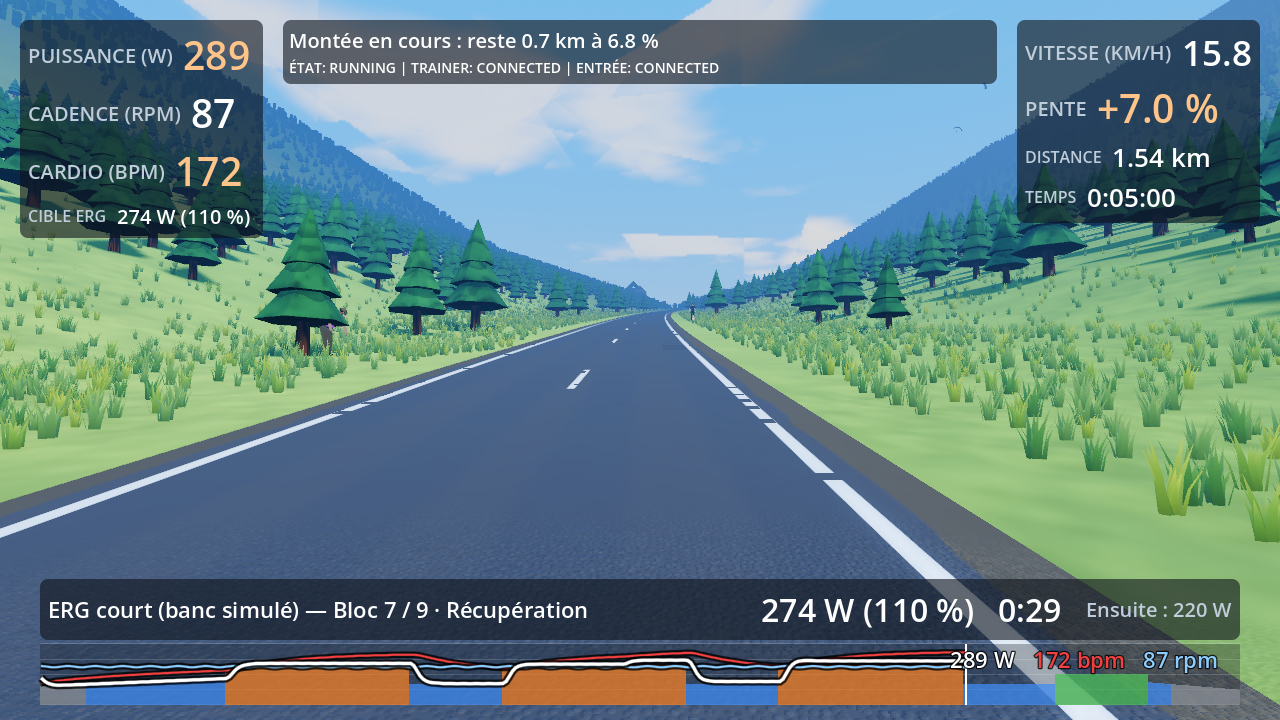 PUISSANCE (W) 289
CADENCE (RPM) 87
CARDIO (BPM) 172
CIBLE ERG 274 W (110 %)
Montée en cours : reste 0.7 km à 6.8 %
ÉTAT: RUNNING | TRAINER: CONNECTED | ENTRÉE: CONNECTED
VITESSE (KM/H) 15.8
PENTE +7.0 %
DISTANCE 1.54 km
TEMPS 0:05:00
ERG court (banc simulé) — Bloc 7 / 9 · Récupération 274 W (110 %) 0:29 Ensuite : 220 W
289 W 172 bpm 87 rpm